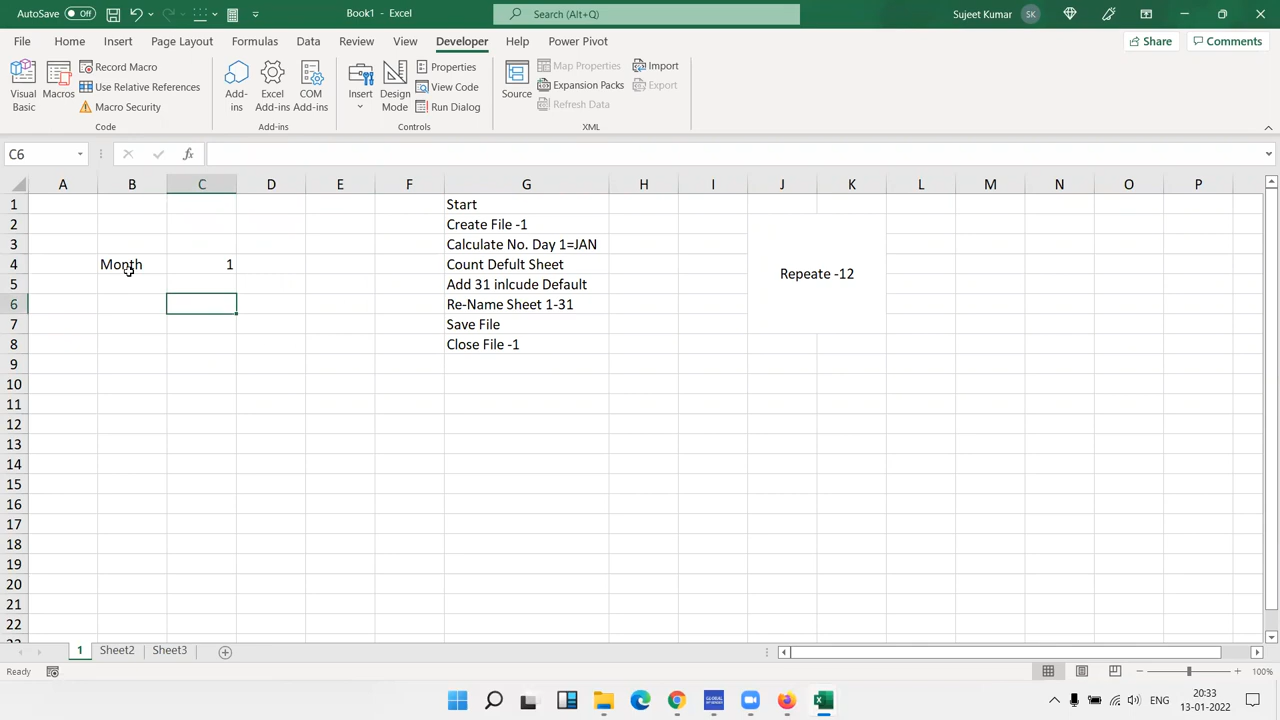 AutoSave Off Book1 - Excel Search (Alt+Q) Sujeet Kumar SK
File Home Insert Draw Page Layout Formulas Data Review View Developer Help Power Pivot Share Comments
Visual Basic
Macros
Record Macro
Use Relative References
Macro Security
Code
Add-ins
Excel Add-ins
COM Add-ins
Add-ins
Insert
Design Mode
Properties
View Code
Run Dialog
Controls
Source
Map Properties
Expansion Packs
Refresh Data
Import
Export
XML
C6 fx
A B C D E F G H I J K L M N O P
1 Start
2 Create File -1
3 Calculate No. Day 1=JAN
4 Month 1 Count Defult Sheet
Repeate -12
5 Add 31 inlcude Default
6 Re-Name Sheet 1-31
7 Save File
8 Close File -1
9
10
11
12
13
14
15
16
17
18
19
20
21
22
23
1 Sheet2 Sheet3
Ready 100%
ENG 20:33
13-01-2022